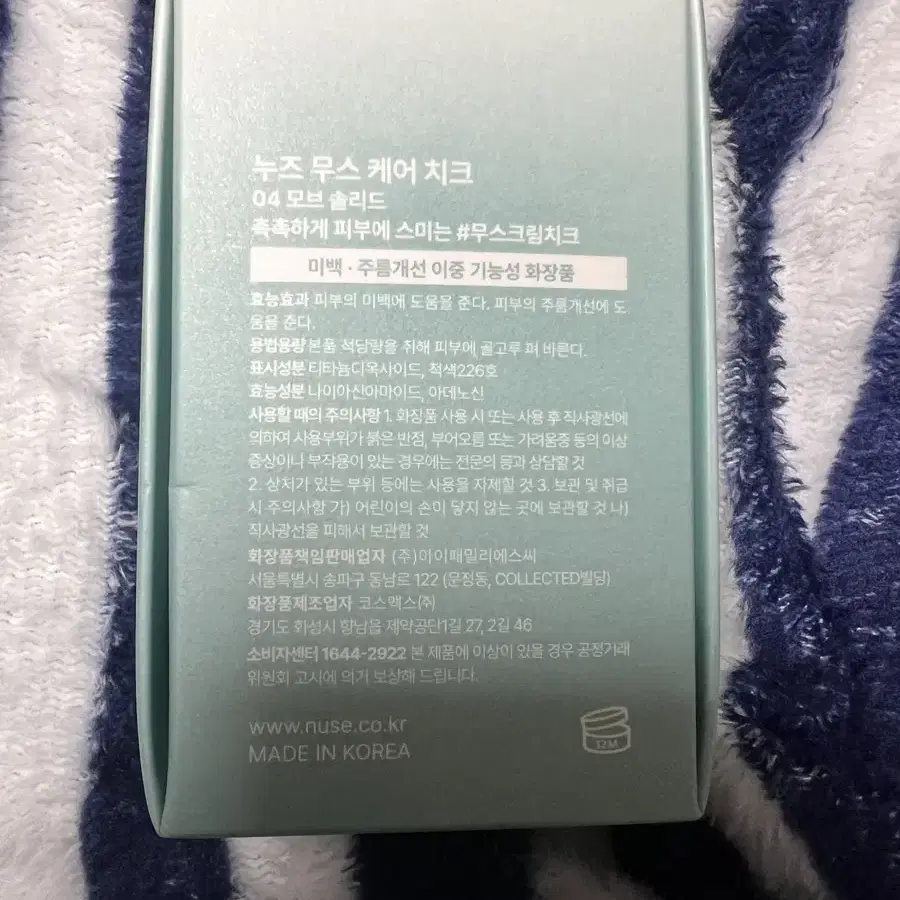 누즈 무스 케어 치크
04 모브 솔리드
촉촉하게 피부에 스미는 #무스크림치크
미백 · 주름개선 이중 기능성 화장품
효능효과 피부의 미백에 도움을 준다. 피부의 주름개선에 도
움을 준다.
용법용량 본품 적당량을 취해 피부에 골고루 펴 바른다.
표시성분 티타늄디옥사이드, 적색226호
효능성분 나이아신아마이드, 아데노신
사용할 때의 주의사항 1. 화장품 사용 시 또는 사용 후 직사광선에
의하여 사용부위가 붉은 반점, 부어오름 또는 가려움증 등의 이상
증상이나 부작용이 있는 경우에는 전문의 등과 상담할 것
2. 상처가 있는 부위 등에는 사용을 자제할 것 3. 보관 및 취급
시 주의사항 가) 어린이의 손이 닿지 않는 곳에 보관할 것 나)
직사광선을 피해서 보관할 것
화장품책임판매업자 (주)아이패밀리에스씨
서울특별시 송파구 동남로 122 (문정동, COLLECTED빌딩)
화장품제조업자 코스맥스(주)
경기도 화성시 향남읍 제약공단1길 27, 2길 46
소비자센터 1644-2922 본 제품에 이상이 있을 경우 공정거래
위원회 고시에 의거 보상해 드립니다.
www.nuse.co.kr
MADE IN KOREA
12M